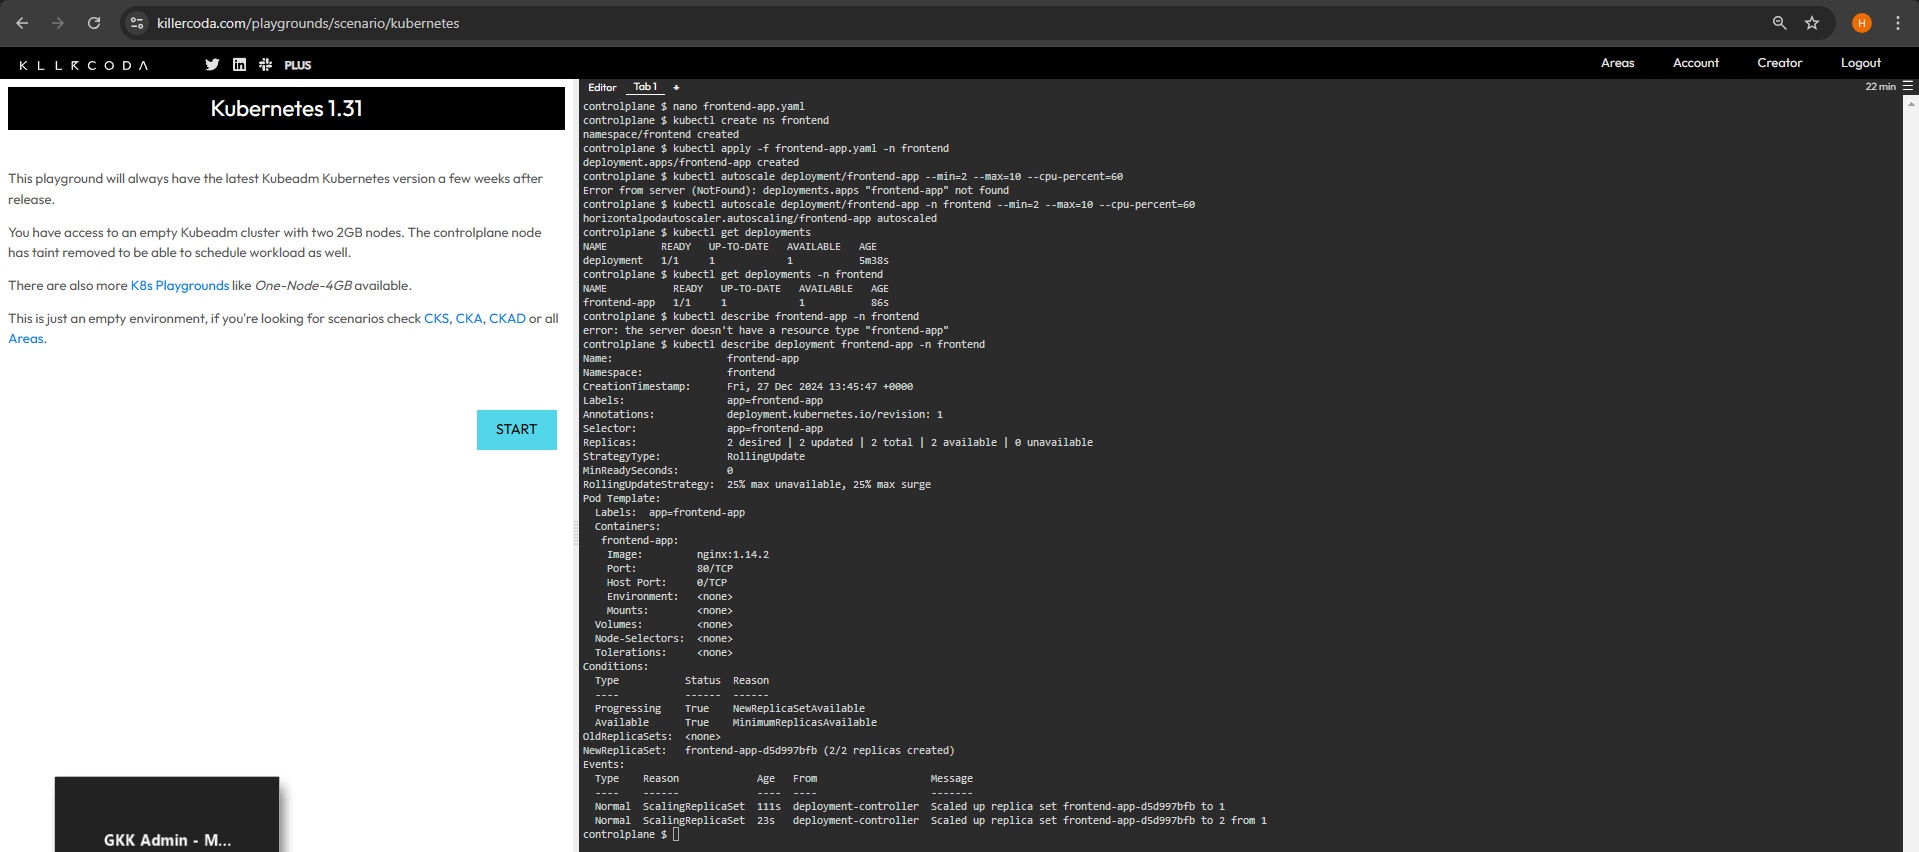 killercoda.com/playgrounds/scenario/kubernetes
H
KLLRCODA
PLUS
Areas
Account
Creator
Logout
Kubernetes 1.31
This playground will always have the latest Kubeadm Kubernetes version a few weeks after
release.
You have access to an empty Kubeadm cluster with two 2GB nodes. The controlplane node
has taint removed to be able to schedule workload as well.
There are also more K8s Playgrounds like One-Node-4GB available.
This is just an empty environment, if you're looking for scenarios check CKS, CKA, CKAD or all
Areas.
START
GKK Admin - M...
Editor Tab 1 +
22 min
controlplane $ nano frontend-app.yaml
controlplane $ kubectl create ns frontend
namespace/frontend created
controlplane $ kubectl apply -f frontend-app.yaml -n frontend
deployment.apps/frontend-app created
controlplane $ kubectl autoscale deployment/frontend-app --min=2 --max=10 --cpu-percent=60
Error from server (NotFound): deployments.apps "frontend-app" not found
controlplane $ kubectl autoscale deployment/frontend-app -n frontend --min=2 --max=10 --cpu-percent=60
horizontalpodautoscaler.autoscaling/frontend-app autoscaled
controlplane $ kubectl get deployments
NAME READY UP-TO-DATE AVAILABLE AGE
deployment 1/1 1 1 5m38s
controlplane $ kubectl get deployments -n frontend
NAME READY UP-TO-DATE AVAILABLE AGE
frontend-app 1/1 1 1 86s
controlplane $ kubectl describe frontend-app -n frontend
error: the server doesn't have a resource type "frontend-app"
controlplane $ kubectl describe deployment frontend-app -n frontend
Name: frontend-app
Namespace: frontend
CreationTimestamp: Fri, 27 Dec 2024 13:45:47 +0000
Labels: app=frontend-app
Annotations: deployment.kubernetes.io/revision: 1
Selector: app=frontend-app
Replicas: 2 desired | 2 updated | 2 total | 2 available | 0 unavailable
StrategyType: RollingUpdate
MinReadySeconds: 0
RollingUpdateStrategy: 25% max unavailable, 25% max surge
Pod Template:
Labels: app=frontend-app
Containers:
frontend-app:
Image: nginx:1.14.2
Port: 80/TCP
Host Port: 0/TCP
Environment: <none>
Mounts: <none>
Volumes: <none>
Node-Selectors: <none>
Tolerations: <none>
Conditions:
Type Status Reason
---- ------ ------
Progressing True NewReplicaSetAvailable
Available True MinimumReplicasAvailable
OldReplicaSets: <none>
NewReplicaSet: frontend-app-d5d997bfb (2/2 replicas created)
Events:
Type Reason Age From Message
---- ------ ---- ---- -------
Normal ScalingReplicaSet 111s deployment-controller Scaled up replica set frontend-app-d5d997bfb to 1
Normal ScalingReplicaSet 23s deployment-controller Scaled up replica set frontend-app-d5d997bfb to 2 from 1
controlplane $